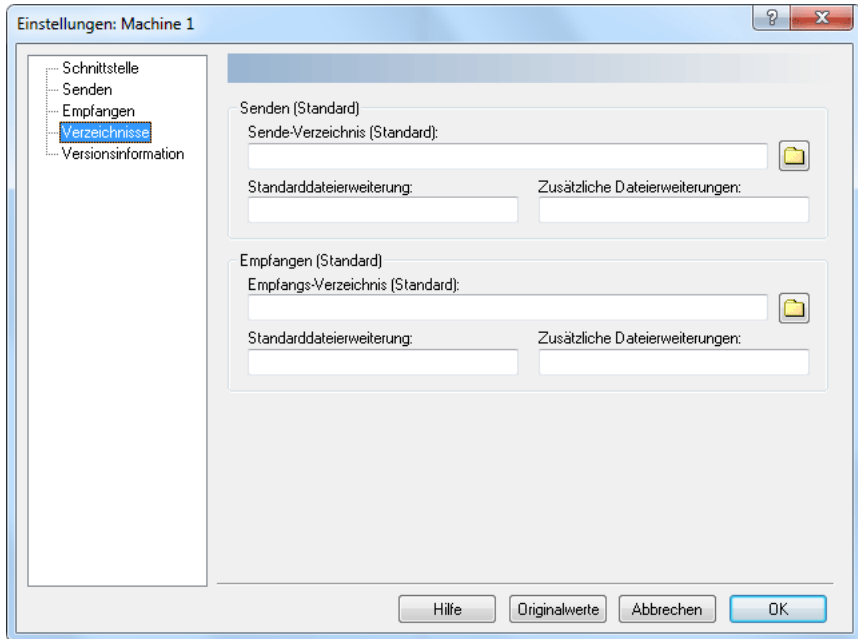 Einstellungen: Machine 1
Schnittstelle
Senden
Empfangen
Verzeichnisse
Versionsinformation
Senden (Standard)
Sende-Verzeichnis (Standard):
Standarddateierweiterung: Zusätzliche Dateierweiterungen:
Empfangen (Standard)
Empfangs-Verzeichnis (Standard):
Standarddateierweiterung: Zusätzliche Dateierweiterungen:
Hilfe Originalwerte Abbrechen OK